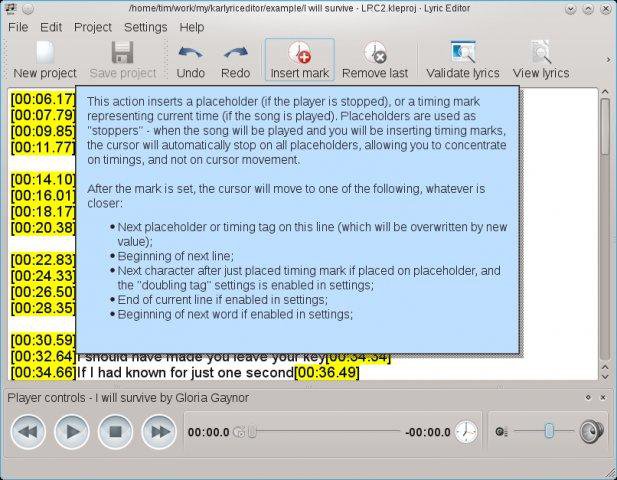 /home/tim/work/my/karlyriceditor/example/I will survive - LPC2.kleproj - Lyric Editor
File Edit Project Settings Help
New project Save project Undo Redo Insert mark Remove last Validate lyrics View lyrics
[00:06.17]
[00:07.79]
[00:09.85]
[00:11.77]
[00:14.10]
[00:16.01]
[00:18.17]
[00:20.38]
[00:22.83]
[00:24.33]
[00:26.50]
[00:28.35]
[00:30.59]
This action inserts a placeholder (if the player is stopped), or a timing mark
representing current time (if the song is played). Placeholders are used as
"stoppers" - when the song will be played and you will be inserting timing marks,
the cursor will automatically stop on all placeholders, allowing you to concentrate
on timings, and not on cursor movement.
After the mark is set, the cursor will move to one of the following, whatever is
closer:
• Next placeholder or timing tag on this line (which will be overwritten by new
value);
• Beginning of next line;
• Next character after just placed timing mark if placed on placeholder, and
the "doubling tag" settings is enabled in settings;
• End of current line if enabled in settings;
• Beginning of next word if enabled in settings;
[00:32.64]I should have made you leave your key[00:34.34]
[00:34.66]If I had known for just one second[00:36.49]
Player controls - I will survive by Gloria Gaynor
00:00.0 -00:00.0